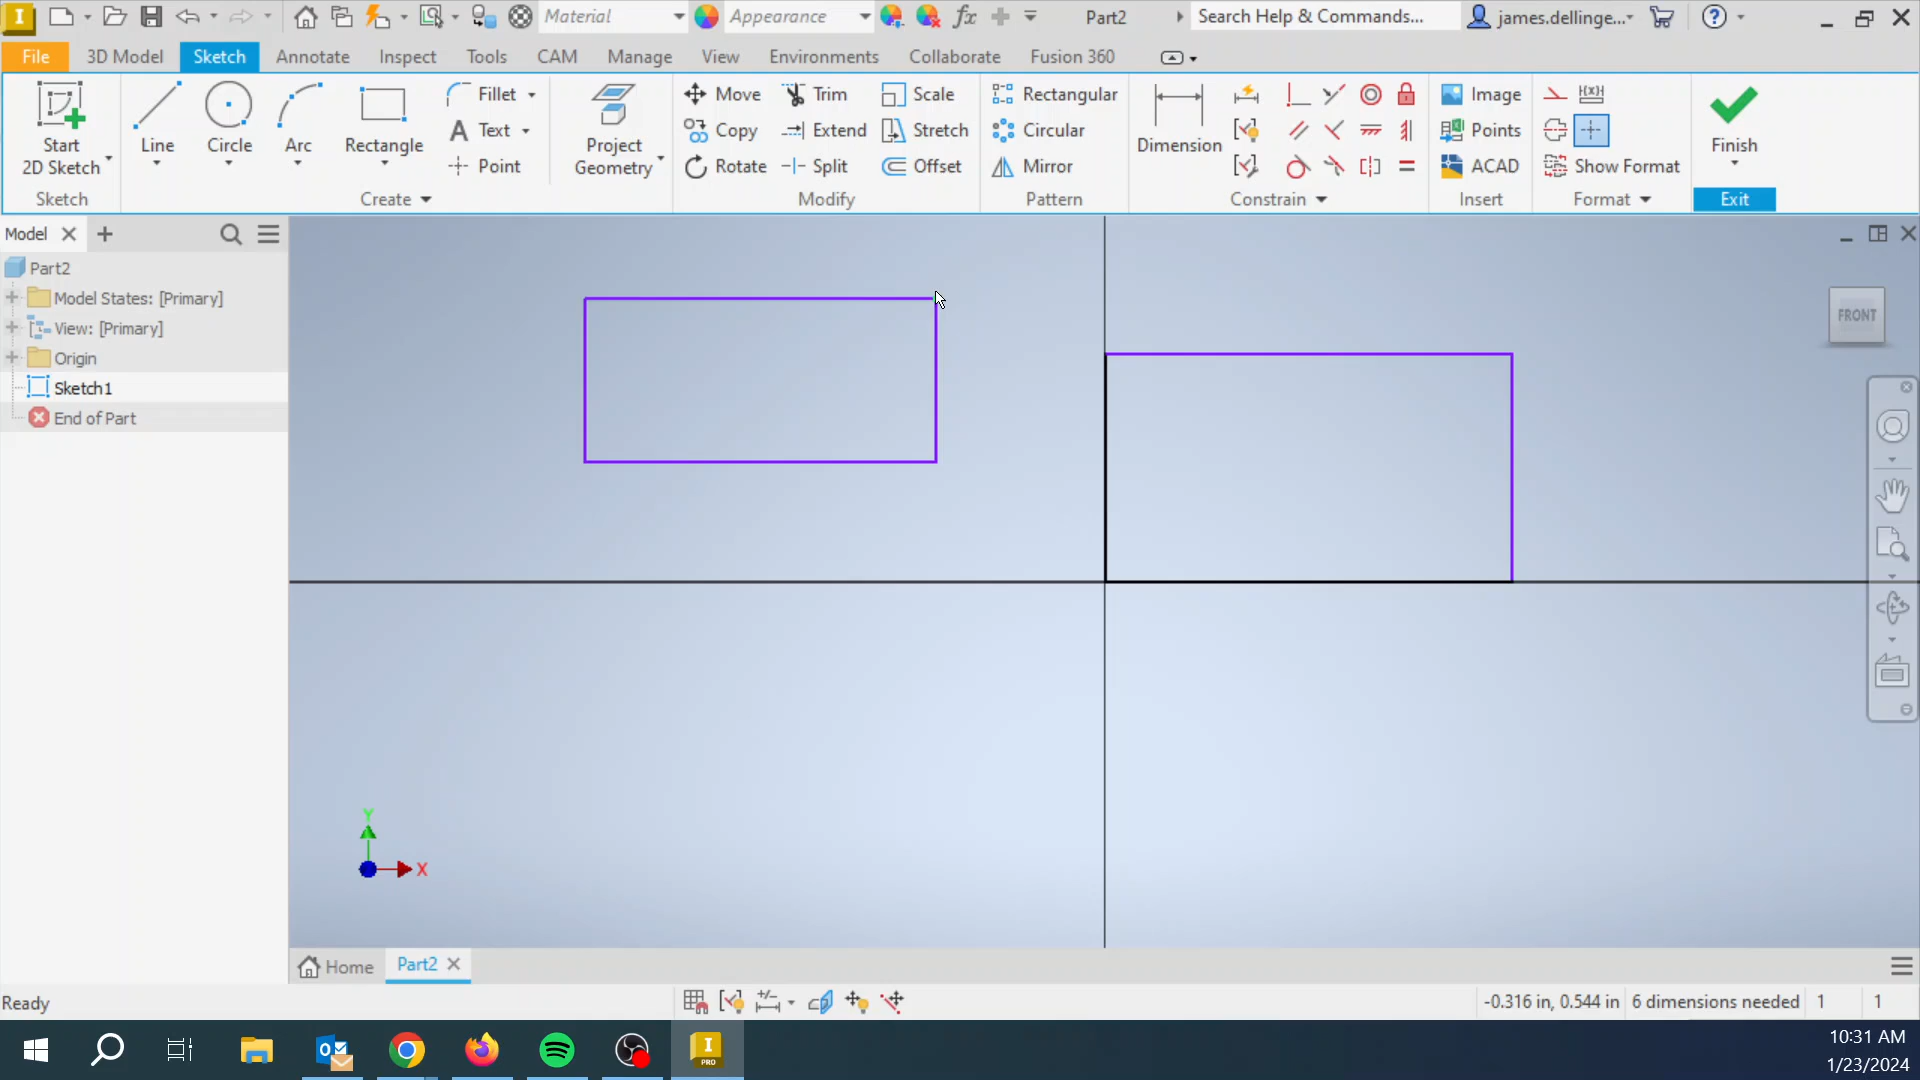 I Material Appearance fx Part2 Search Help & Commands... james.dellinge... ?
File 3D Model Sketch Annotate Inspect Tools CAM Manage View Environments Collaborate Fusion 360
Start 2D Sketch
Line
Circle
Arc
Rectangle
Fillet
Text
Point
Project Geometry
Move
Copy
Rotate
Trim
Extend
Split
Scale
Stretch
Offset
Rectangular
Circular
Mirror
Dimension
Image
Points
ACAD
Show Format
Finish
Sketch Create Modify Pattern Constrain Insert Format Exit
Model
Part2
Model States: [Primary]
View: [Primary]
Origin
Sketch1
End of Part
FRONT
Y
X
Home Part2
Ready -0.316 in, 0.544 in 6 dimensions needed 1 1
I PRO
10:31 AM
1/23/2024